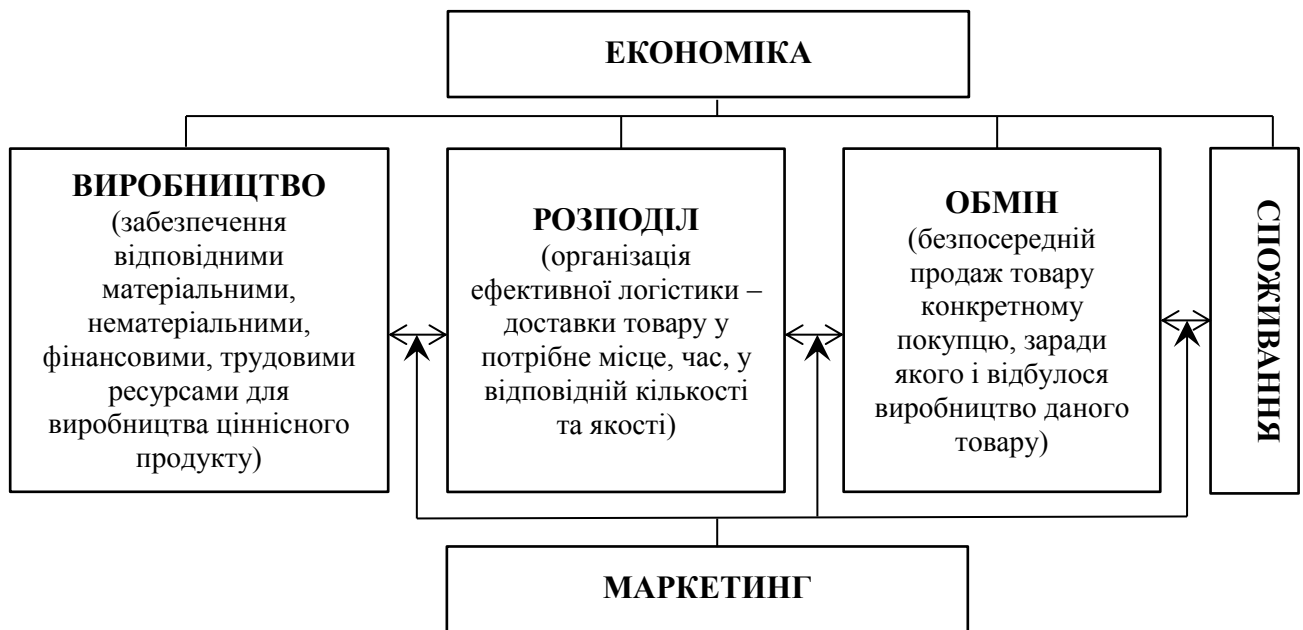 ЕКОНОМІКА
ВИРОБНИЦТВО
(забезпечення
відповідними
матеріальними,
нематеріальними,
фінансовими, трудовими
ресурсами для
виробництва ціннісного
продукту)
РОЗПОДІЛ
(організація
ефективної логістики –
доставки товару у
потрібне місце, час, у
відповідній кількості
та якості)
ОБМІН
(безпосередній
продаж товару
конкретному
покупцю, заради
якого і відбулося
виробництво даного
товару)
СПОЖИВАННЯ
МАРКЕТИНГ